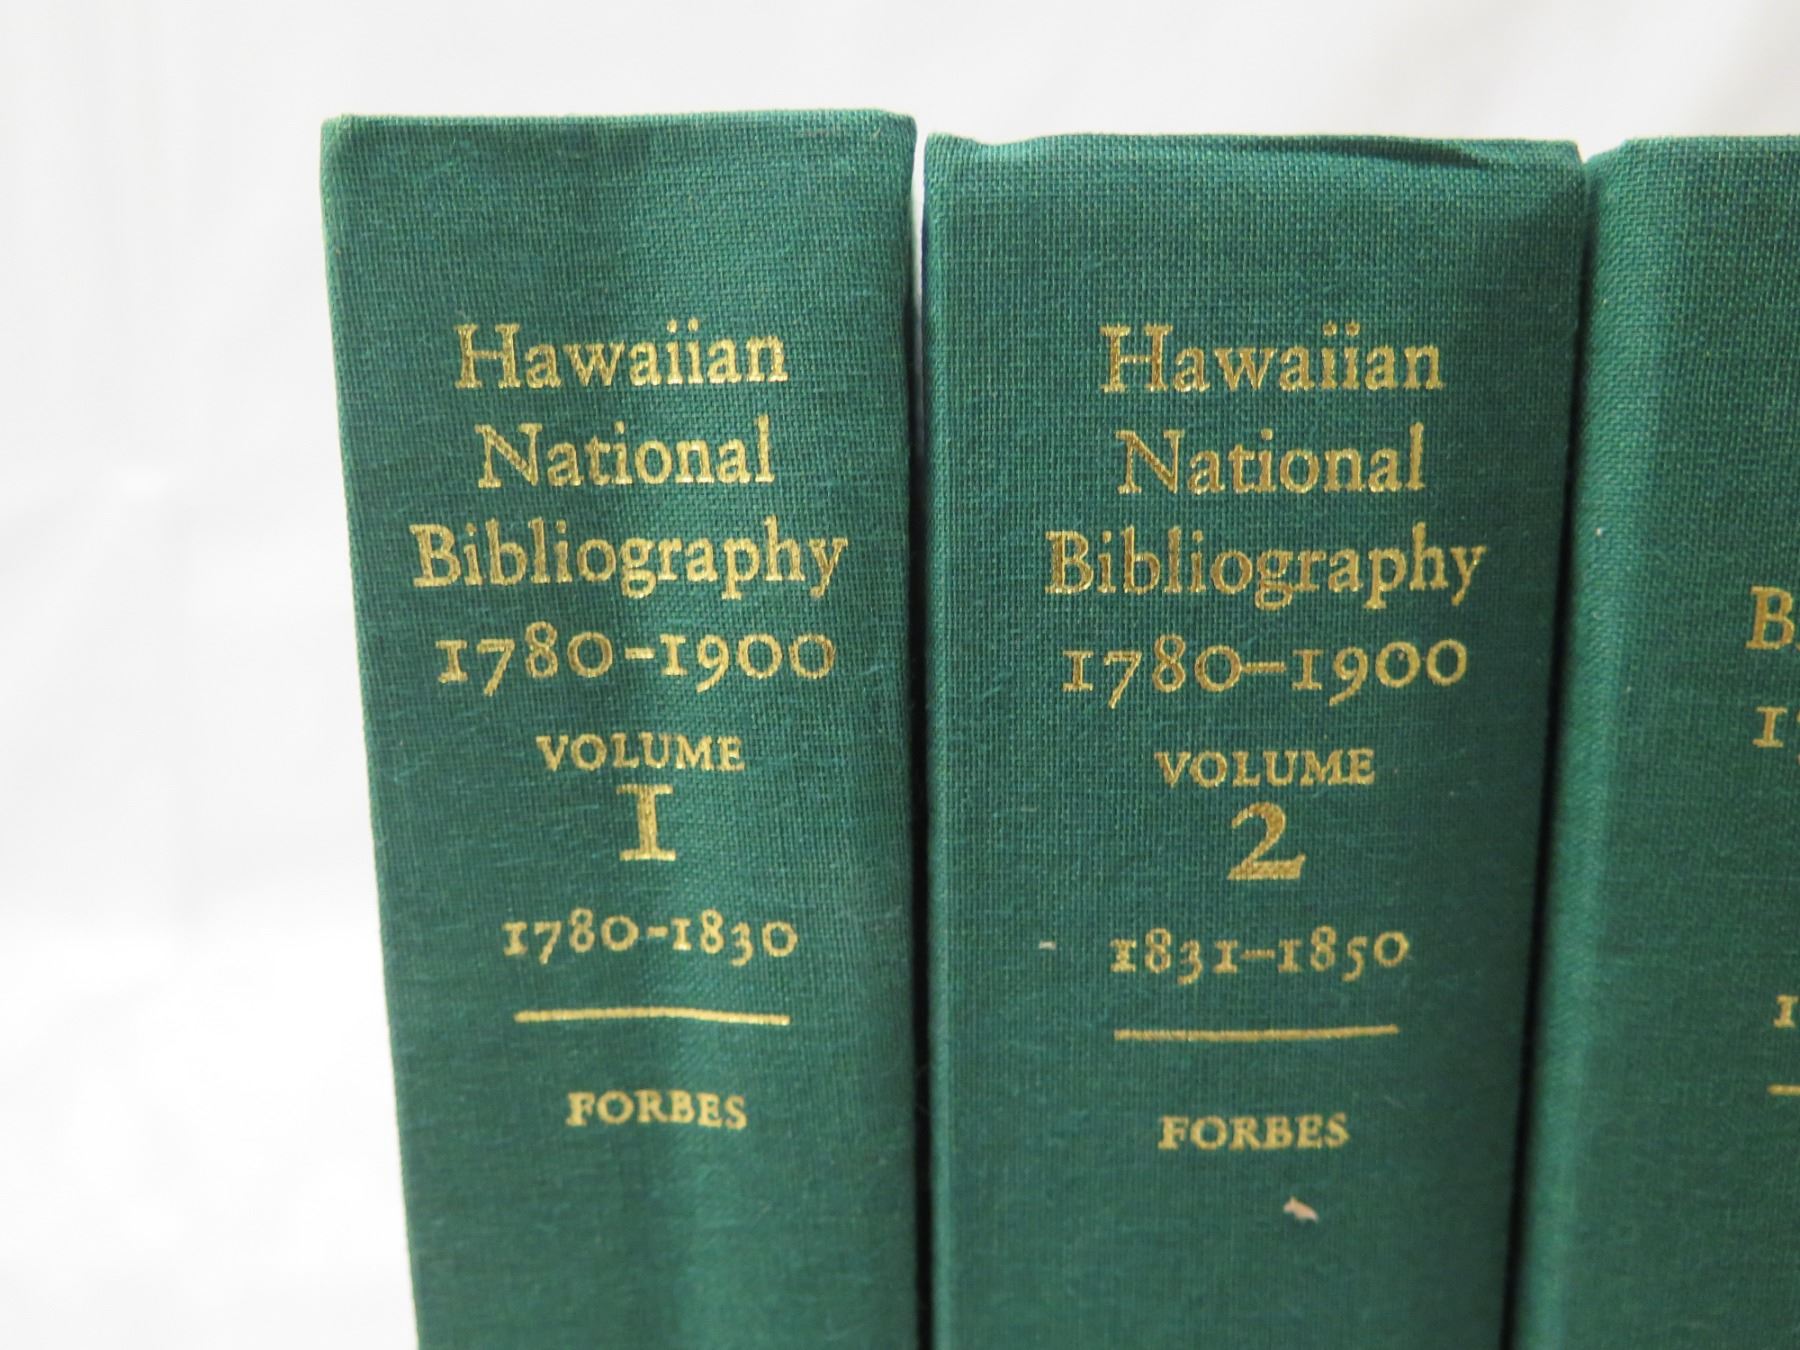 Hawaiian
National
Bibliography
1780-1900
VOLUME
1
1780-1830
FORBES
Hawaiian
National
Bibliography
1780–1900
VOLUME
2
1831–1850
FORBES